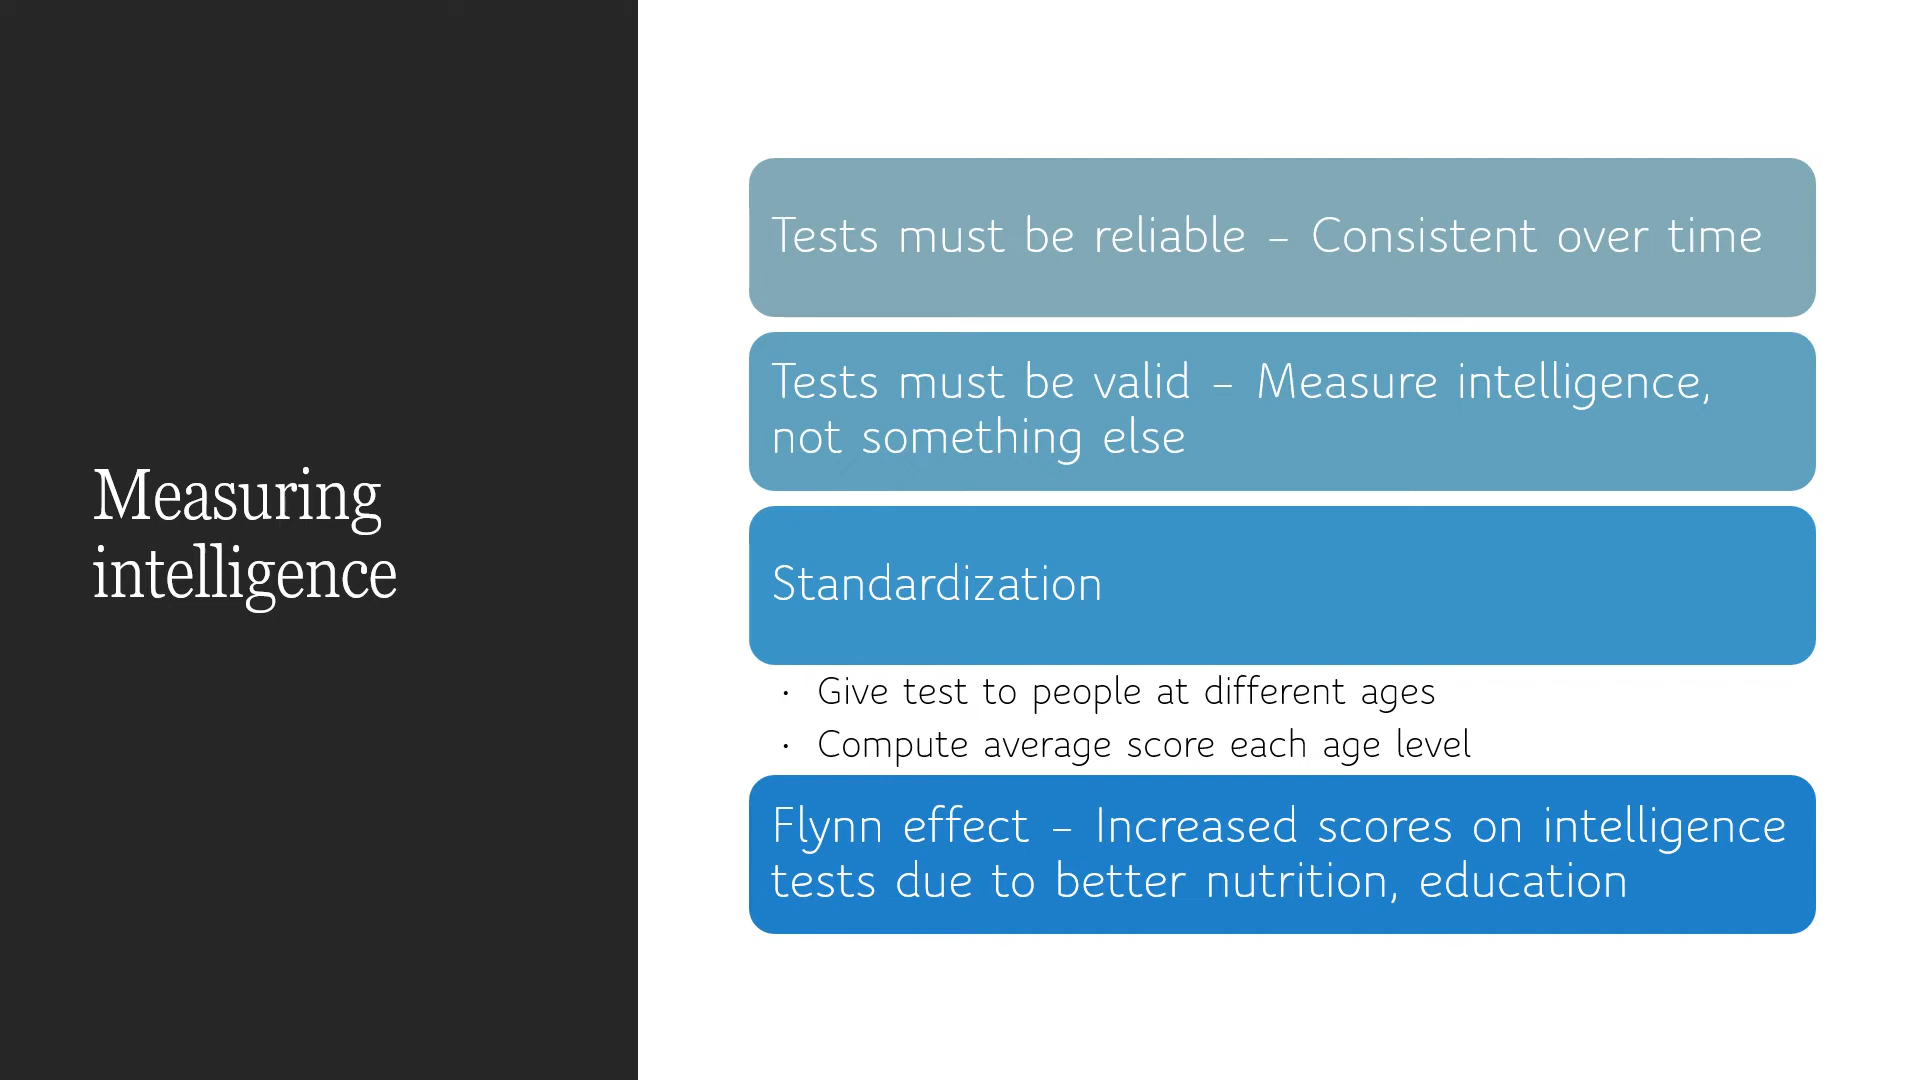 Measuring
intelligence
Tests must be reliable – Consistent over time
Tests must be valid – Measure intelligence,
not something else
Standardization
• Give test to people at different ages
• Compute average score each age level
Flynn effect – Increased scores on intelligence
tests due to better nutrition, education